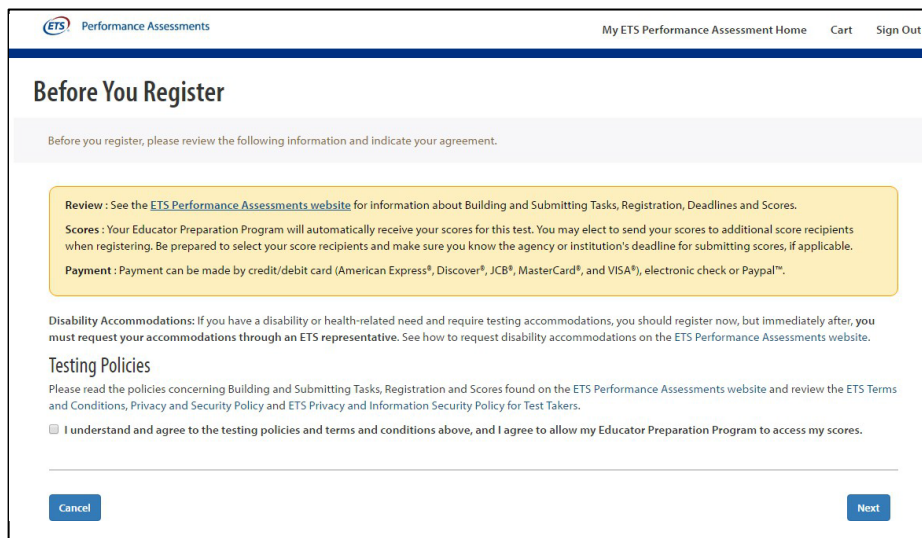 ETS Performance Assessments
My ETS Performance Assessment Home Cart Sign Out
Before You Register
Before you register, please review the following information and indicate your agreement.
Review : See the ETS Performance Assessments website for information about Building and Submitting Tasks, Registration, Deadlines and Scores.
Scores : Your Educator Preparation Program will automatically receive your scores for this test. You may elect to send your scores to additional score recipients
when registering. Be prepared to select your score recipients and make sure you know the agency or institution's deadline for submitting scores, if applicable.
Payment : Payment can be made by credit/debit card (American Express®, Discover®, JCB®, MasterCard®, and VISA®), electronic check or Paypal™.
Disability Accommodations: If you have a disability or health-related need and require testing accommodations, you should register now, but immediately after, you
must request your accommodations through an ETS representative. See how to request disability accommodations on the ETS Performance Assessments website.
Testing Policies
Please read the policies concerning Building and Submitting Tasks, Registration and Scores found on the ETS Performance Assessments website and review the ETS Terms
and Conditions, Privacy and Security Policy and ETS Privacy and Information Security Policy for Test Takers.
I understand and agree to the testing policies and terms and conditions above, and I agree to allow my Educator Preparation Program to access my scores.
Cancel Next